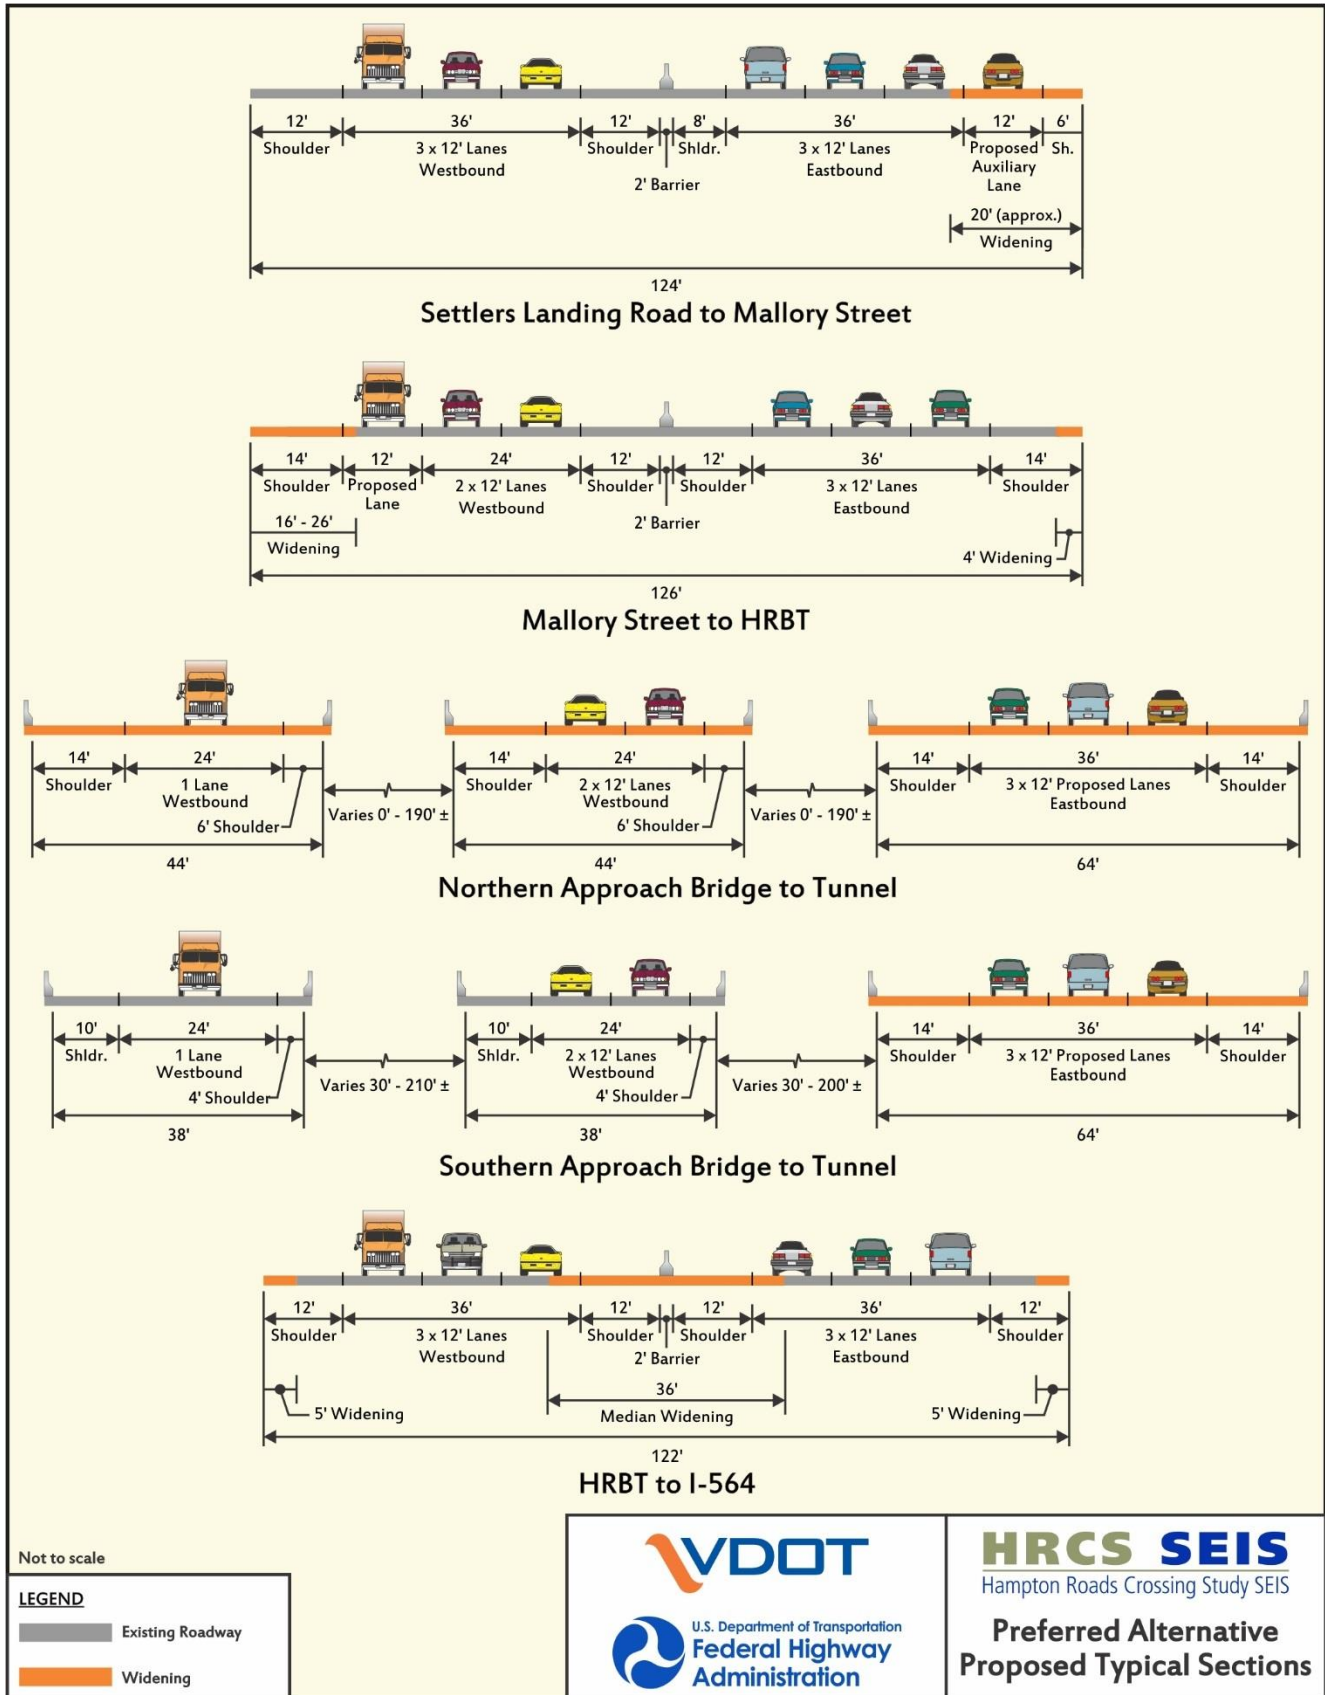 12' 36' 12' 8' 36' 12' 6'
Shoulder 3 x 12' Lanes Shoulder Shldr. 3 x 12' Lanes Proposed Sh.
Westbound Eastbound Auxiliary
2' Barrier Lane
20' (approx.)
Widening
124'
Settlers Landing Road to Mallory Street
14' 12' 24' 12' 12' 36' 14'
Shoulder Proposed 2 x 12' Lanes Shoulder Shoulder 3 x 12' Lanes Shoulder
Lane Westbound Eastbound
2' Barrier
16' - 26'
Widening
4' Widening
126'
Mallory Street to HRBT
14' 24' 14' 24' 14' 36' 14'
Shoulder 1 Lane Shoulder 2 x 12' Lanes Shoulder 3 x 12' Proposed Lanes Shoulder
Westbound Westbound Eastbound
6' Shoulder Varies 0' - 190' ± 6' Shoulder Varies 0' - 190' ±
44' 44' 64'
Northern Approach Bridge to Tunnel
10' 24' 10' 24' 14' 36' 14'
Shldr. 1 Lane Shldr. 2 x 12' Lanes Shoulder 3 x 12' Proposed Lanes Shoulder
Westbound Westbound Eastbound
4' Shoulder Varies 30' - 210' ± 4' Shoulder Varies 30' - 200' ±
38' 38' 64'
Southern Approach Bridge to Tunnel
12' 36' 12' 12' 36' 12'
Shoulder 3 x 12' Lanes Shoulder Shoulder 3 x 12' Lanes Shoulder
Westbound 2' Barrier Eastbound
36'
5' Widening Median Widening 5' Widening
122'
HRBT to I-564
Not to scale
LEGEND
Existing Roadway
Widening
VDOT
U.S. Department of Transportation
Federal Highway
Administration
HRCS SEIS
Hampton Roads Crossing Study SEIS
Preferred Alternative
Proposed Typical Sections